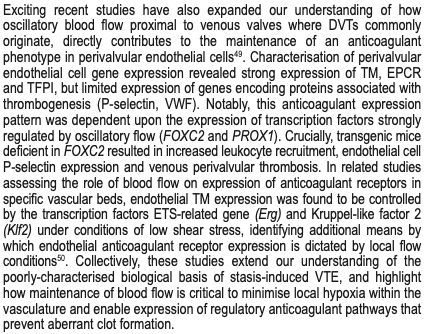 Exciting recent studies have also expanded our understanding of how
oscillatory blood flow proximal to venous valves where DVTs commonly
originate, directly contributes to the maintenance of an anticoagulant
phenotype in perivalvular endothelial cells⁴⁹. Characterisation of perivalvular
endothelial cell gene expression revealed strong expression of TM, EPCR
and TFPI, but limited expression of genes encoding proteins associated with
thrombogenesis (P-selectin, VWF). Notably, this anticoagulant expression
pattern was dependent upon the expression of transcription factors strongly
regulated by oscillatory flow (FOXC2 and PROX1). Crucially, transgenic mice
deficient in FOXC2 resulted in increased leukocyte recruitment, endothelial cell
P-selectin expression and venous perivalvular thrombosis. In related studies
assessing the role of blood flow on expression of anticoagulant receptors in
specific vascular beds, endothelial TM expression was found to be controlled
by the transcription factors ETS-related gene (Erg) and Kruppel-like factor 2
(Klf2) under conditions of low shear stress, identifying additional means by
which endothelial anticoagulant receptor expression is dictated by local flow
conditions⁵⁰. Collectively, these studies extend our understanding of the
poorly-characterised biological basis of stasis-induced VTE, and highlight
how maintenance of blood flow is critical to minimise local hypoxia within the
vasculature and enable expression of regulatory anticoagulant pathways that
prevent aberrant clot formation.